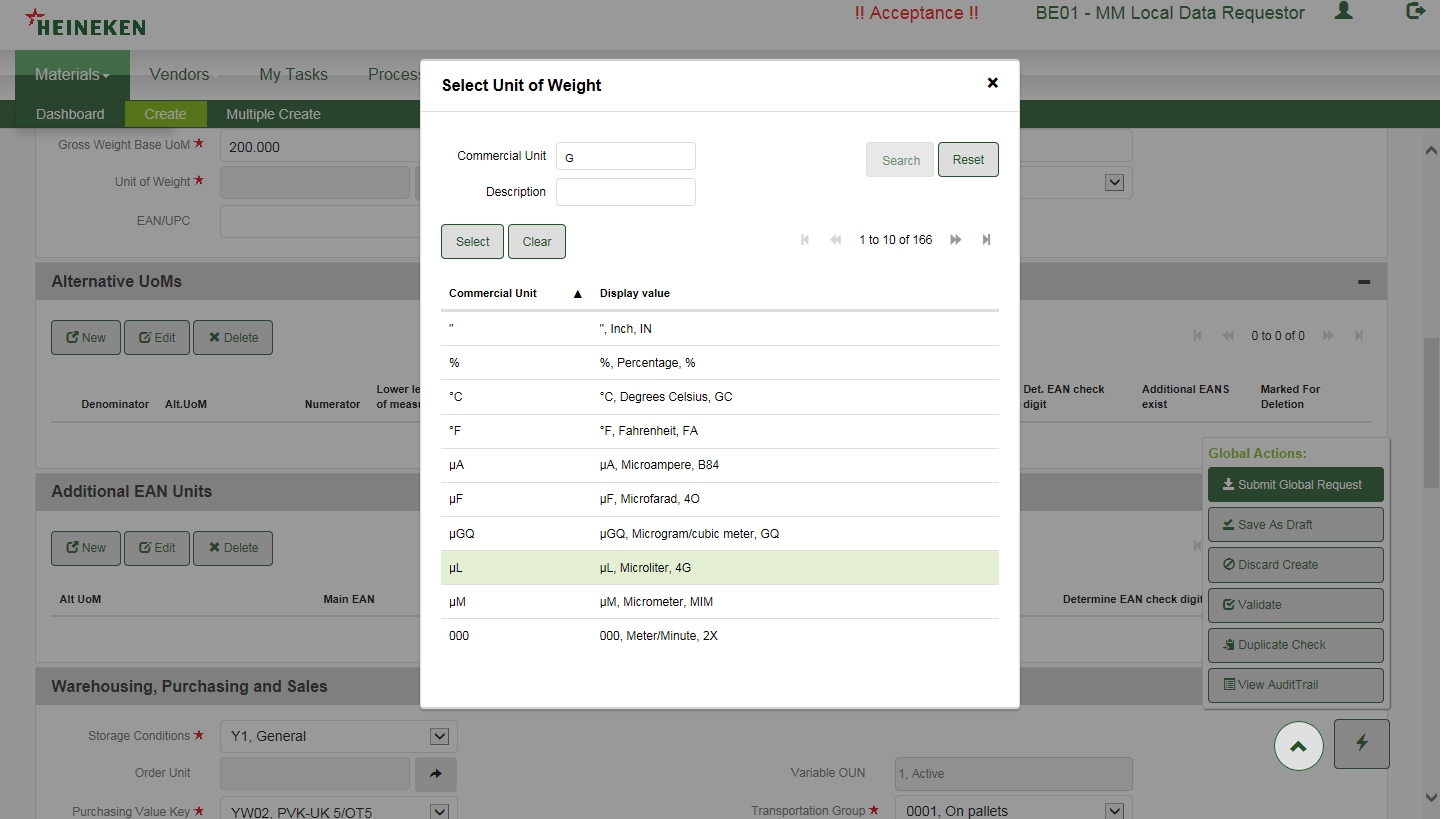 HEINEKEN
!! Acceptance !!
BE01 - MM Local Data Requestor
Materials
Vendors
My Tasks
Process
Dashboard
Create
Multiple Create
Gross Weight Base UoM
200.000
Unit of Weight
EAN/UPC
Alternative UoMs
New
Edit
Delete
0 to 0 of 0
Denominator
Alt.UoM
Numerator
Lower le
of measu
Det. EAN check
digit
Additional EANS
exist
Marked For
Deletion
Additional EAN Units
New
Edit
Delete
Alt UoM
Main EAN
Determine EAN check digit
Warehousing, Purchasing and Sales
Storage Conditions
Y1, General
Order Unit
Variable OUN
1, Active
Purchasing Value Key
YW02, PVK-UK 5/OT5
Transportation Group
0001, On pallets
Select Unit of Weight
Commercial Unit
G
Search
Reset
Description
Select
Clear
1 to 10 of 166
Commercial Unit
Display value
"
", Inch, IN
%
%, Percentage, %
°C
°C, Degrees Celsius, GC
°F
°F, Fahrenheit, FA
µA
µA, Microampere, B84
µF
µF, Microfarad, 4O
µGQ
µGQ, Microgram/cubic meter, GQ
µL
µL, Microliter, 4G
µM
µM, Micrometer, MIM
000
000, Meter/Minute, 2X
Global Actions:
Submit Global Request
Save As Draft
Discard Create
Validate
Duplicate Check
View AuditTrail